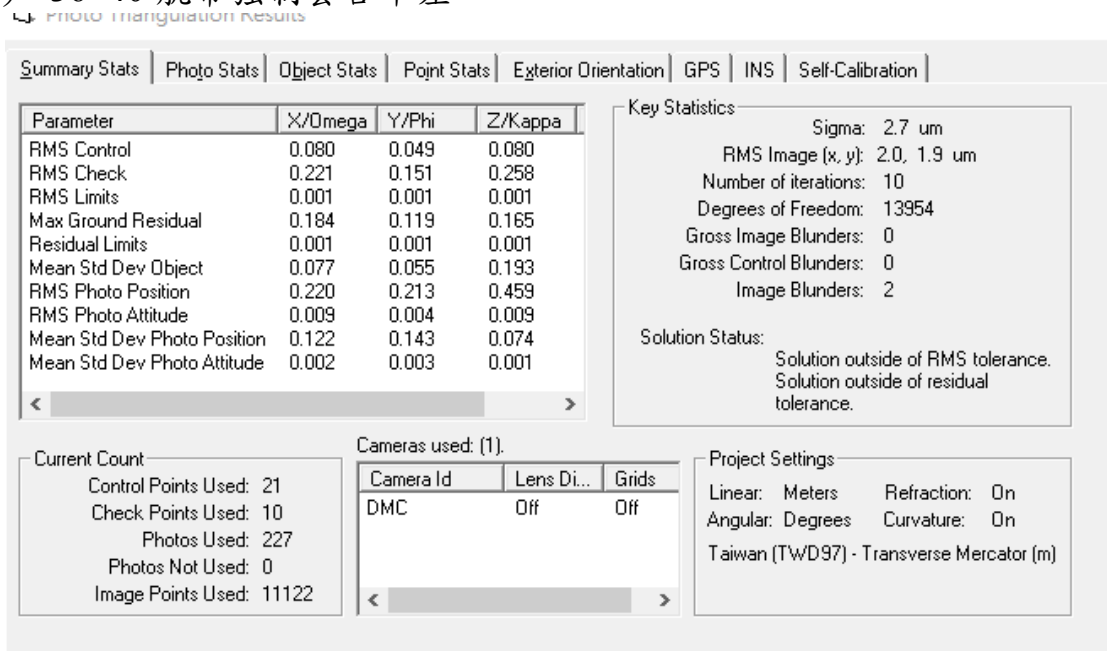 Photo Triangulation Results
Summary Stats Photo Stats Object Stats Point Stats Exterior Orientation GPS INS Self-Calibration
Parameter X/Omega Y/Phi Z/Kappa
RMS Control 0.080 0.049 0.080
RMS Check 0.221 0.151 0.258
RMS Limits 0.001 0.001 0.001
Max Ground Residual 0.184 0.119 0.165
Residual Limits 0.001 0.001 0.001
Mean Std Dev Object 0.077 0.055 0.193
RMS Photo Position 0.220 0.213 0.459
RMS Photo Attitude 0.009 0.004 0.009
Mean Std Dev Photo Position 0.122 0.143 0.074
Mean Std Dev Photo Attitude 0.002 0.003 0.001
Key Statistics
Sigma: 2.7 um
RMS Image (x, y): 2.0, 1.9 um
Number of iterations: 10
Degrees of Freedom: 13954
Gross Image Blunders: 0
Gross Control Blunders: 0
Image Blunders: 2
Solution Status:
Solution outside of RMS tolerance.
Solution outside of residual
tolerance.
Current Count
Control Points Used: 21
Check Points Used: 10
Photos Used: 227
Photos Not Used: 0
Image Points Used: 11122
Cameras used: (1).
Camera Id Lens Di... Grids
DMC Off Off
Project Settings
Linear: Meters Refraction: On
Angular: Degrees Curvature: On
Taiwan (TWD97) - Transverse Mercator (m)